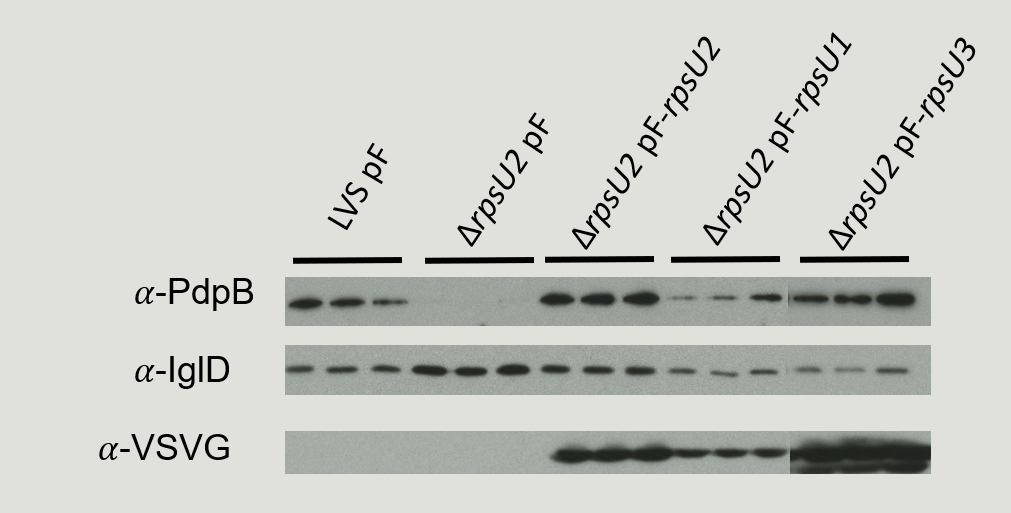 LVS pF
ΔrpsU2 pF
ΔrpsU2 pF-rpsU2
ΔrpsU2 pF-rpsU1
ΔrpsU2 pF-rpsU3
α-PdpB
α-IglD
α-VSVG